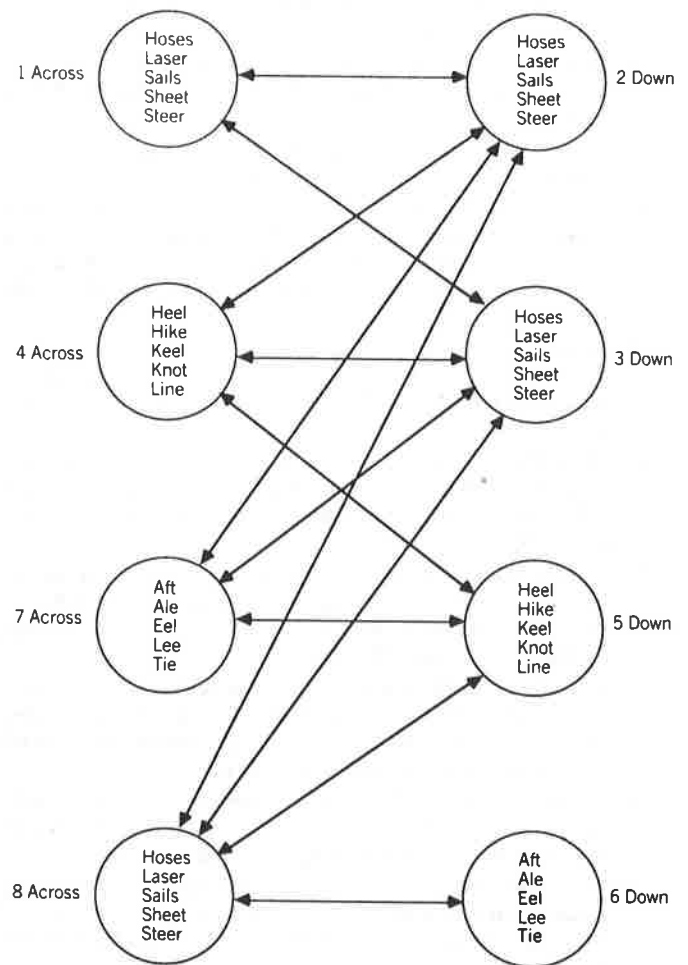 1 Across
Hoses
Laser
Sails
Sheet
Steer
Hoses
Laser
Sails
Sheet
Steer
2 Down
4 Across
Heel
Hike
Keel
Knot
Line
Hoses
Laser
Sails
Sheet
Steer
3 Down
7 Across
Aft
Ale
Eel
Lee
Tie
Heel
Hike
Keel
Knot
Line
5 Down
8 Across
Hoses
Laser
Sails
Sheet
Steer
Aft
Ale
Eel
Lee
Tie
6 Down